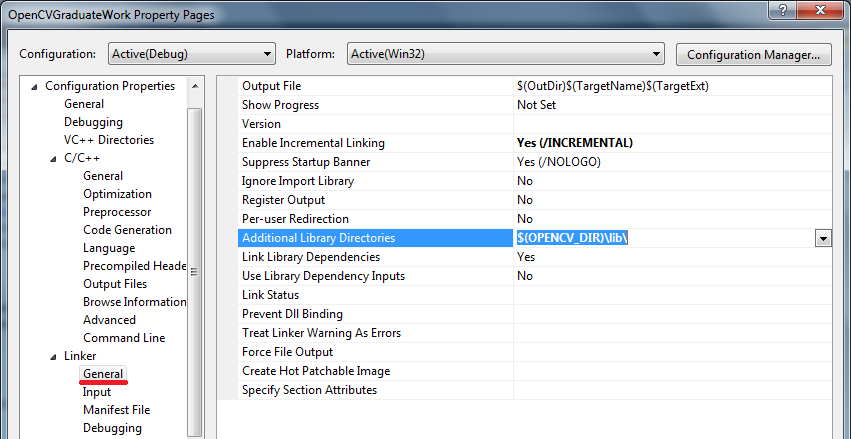 OpenCVGraduateWork Property Pages
Configuration: Active(Debug) Platform: Active(Win32) Configuration Manager...
Configuration Properties
General
Debugging
VC++ Directories
C/C++
General
Optimization
Preprocessor
Code Generation
Language
Precompiled Heade
Output Files
Browse Information
Advanced
Command Line
Linker
General
Input
Manifest File
Debugging
Output File $(OutDir)$(TargetName)$(TargetExt)
Show Progress Not Set
Version
Enable Incremental Linking Yes (/INCREMENTAL)
Suppress Startup Banner Yes (/NOLOGO)
Ignore Import Library No
Register Output No
Per-user Redirection No
Additional Library Directories $(OPENCV_DIR)\lib\
Link Library Dependencies Yes
Use Library Dependency Inputs No
Link Status
Prevent Dll Binding
Treat Linker Warning As Errors
Force File Output
Create Hot Patchable Image
Specify Section Attributes